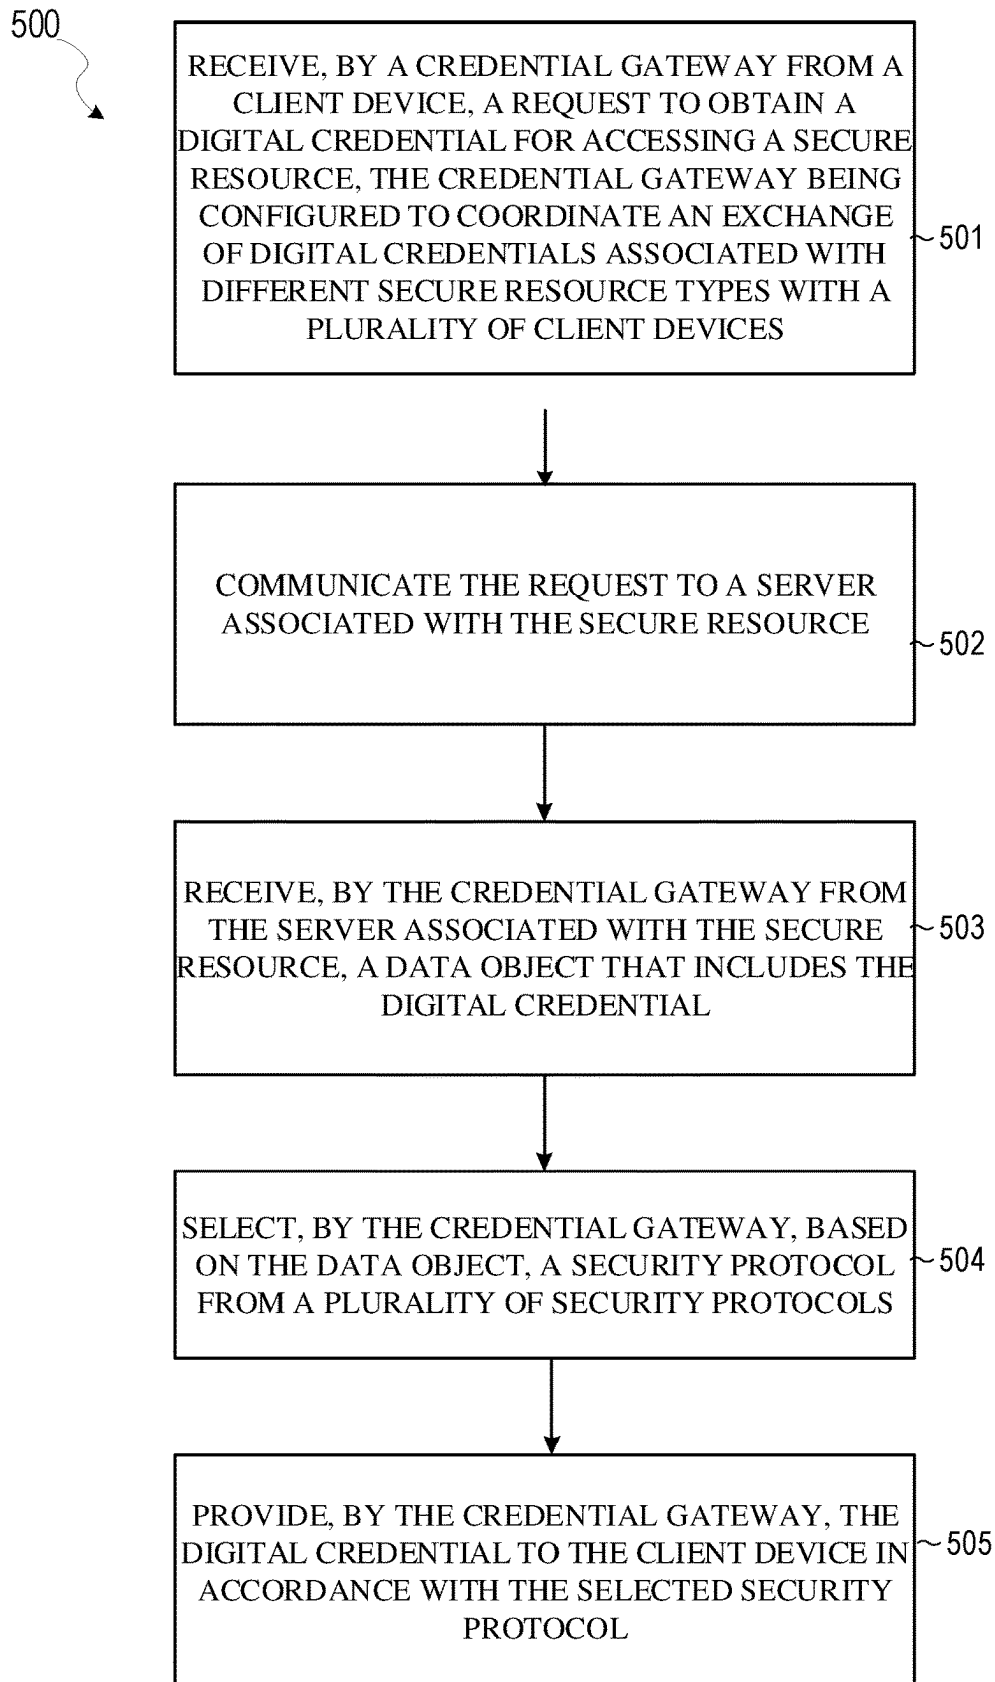 500
RECEIVE, BY A CREDENTIAL GATEWAY FROM A
CLIENT DEVICE, A REQUEST TO OBTAIN A
DIGITAL CREDENTIAL FOR ACCESSING A SECURE
RESOURCE, THE CREDENTIAL GATEWAY BEING
CONFIGURED TO COORDINATE AN EXCHANGE
OF DIGITAL CREDENTIALS ASSOCIATED WITH
DIFFERENT SECURE RESOURCE TYPES WITH A
PLURALITY OF CLIENT DEVICES
501
COMMUNICATE THE REQUEST TO A SERVER
ASSOCIATED WITH THE SECURE RESOURCE
502
RECEIVE, BY THE CREDENTIAL GATEWAY FROM
THE SERVER ASSOCIATED WITH THE SECURE
RESOURCE, A DATA OBJECT THAT INCLUDES THE
DIGITAL CREDENTIAL
503
SELECT, BY THE CREDENTIAL GATEWAY, BASED
ON THE DATA OBJECT, A SECURITY PROTOCOL
FROM A PLURALITY OF SECURITY PROTOCOLS
504
PROVIDE, BY THE CREDENTIAL GATEWAY, THE
DIGITAL CREDENTIAL TO THE CLIENT DEVICE IN
ACCORDANCE WITH THE SELECTED SECURITY
PROTOCOL
505